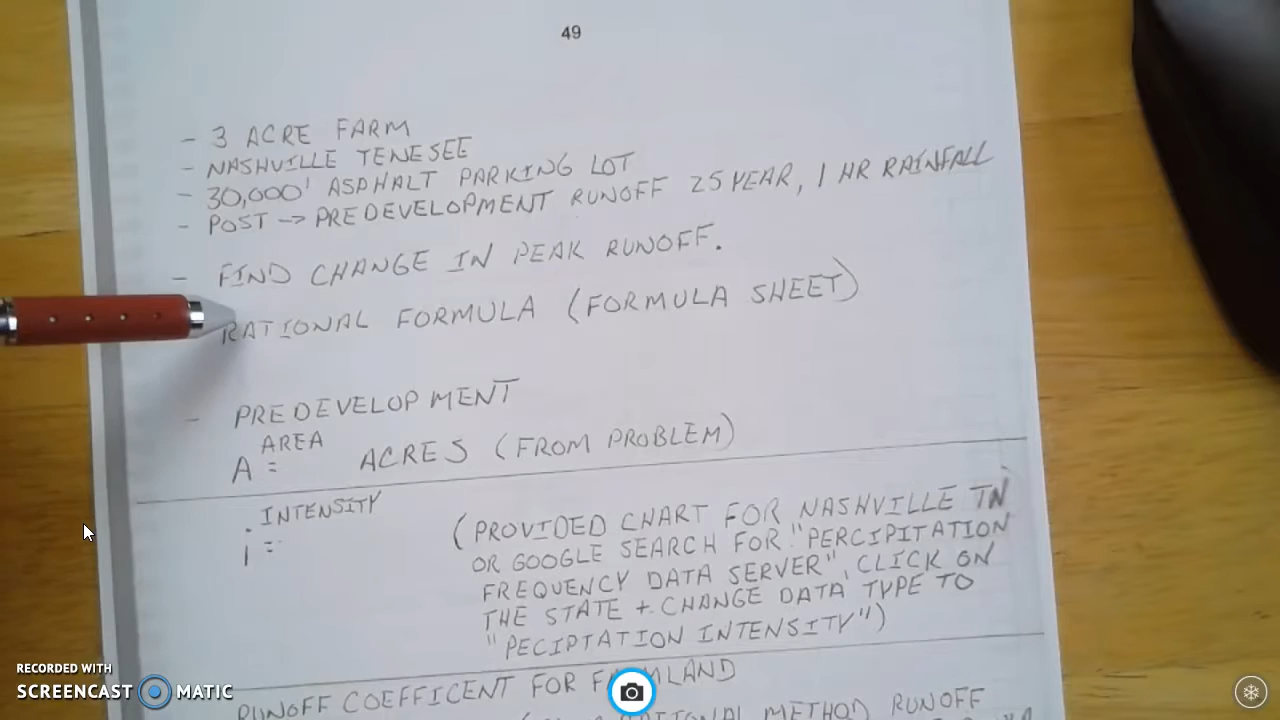 49
- 3 ACRE FARM
- NASHVILLE TENESEE
- 30,000' ASPHALT PARKING LOT
- POST → PREDEVELOPMENT RUNOFF 25 YEAR, 1 HR RAINFALL
- FIND CHANGE IN PEAK RUNOFF.
RATIONAL FORMULA (FORMULA SHEET)
- PREDEVELOPMENT
AREA
A = ACRES (FROM PROBLEM)
INTENSITY
i = (PROVIDED CHART FOR NASHVILLE TN
OR GOOGLE SEARCH FOR "PERCIPITATION
FREQUENCY DATA SERVER", CLICK ON
THE STATE + CHANGE DATA TYPE TO
"PECIPTATION INTENSITY")
RUNOFF COEFFICENT FOR FARMLAND
METHOD RUNOFF
RECORDED WITH
SCREENCAST MATIC